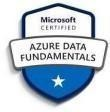 Microsoft
CERTIFIED
AZURE DATA
FUNDAMENTALS